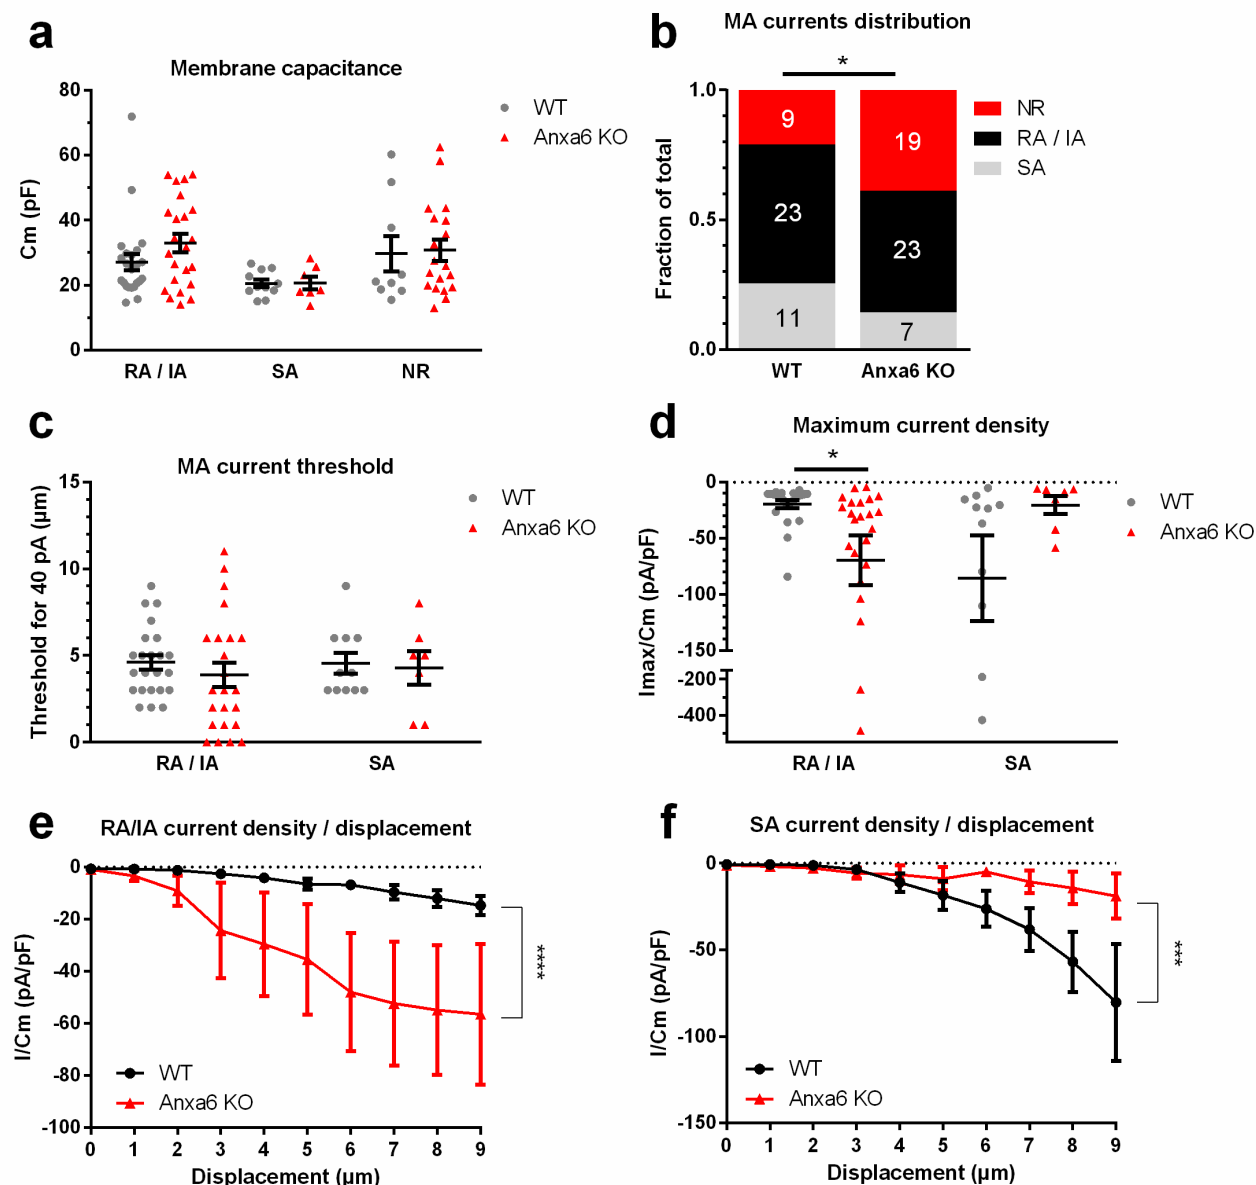 a
Membrane capacitance
Cm (pF)
80
60
40
20
0
RA / IA
SA
NR
WT
Anxa6 KO
b
MA currents distribution
*
Fraction of total
1.0
0.5
0.0
9
23
11
19
23
7
WT
Anxa6 KO
NR
RA / IA
SA
c
MA current threshold
Threshold for 40 pA (µm)
15
10
5
0
RA / IA
SA
WT
Anxa6 KO
d
Maximum current density
*
Imax/Cm (pA/pF)
0
-50
-100
-150
-200
-400
RA / IA
SA
WT
Anxa6 KO
e
RA/IA current density / displacement
I/Cm (pA/pF)
0
-20
-40
-60
-80
-100
****
WT
Anxa6 KO
0 1 2 3 4 5 6 7 8 9
Displacement (µm)
f
SA current density / displacement
I/Cm (pA/pF)
0
-50
-100
-150
***
WT
Anxa6 KO
0 1 2 3 4 5 6 7 8 9
Displacement (µm)